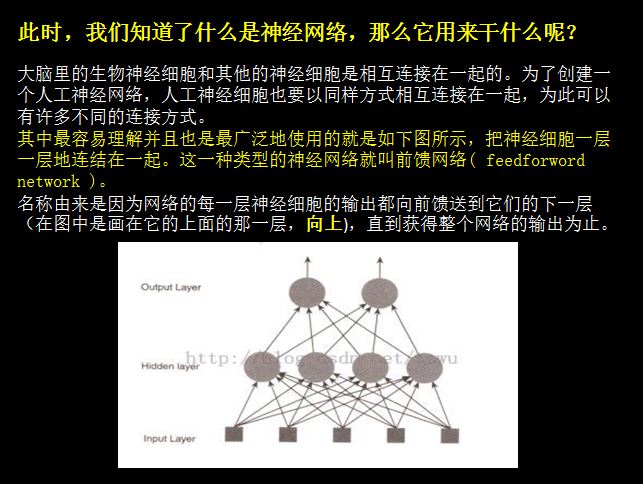 此时，我们知道了什么是神经网络，那么它用来干什么呢？
大脑里的生物神经细胞和其他的神经细胞是相互连接在一起的。为了创建一
个人工神经网络，人工神经细胞也要以同样方式相互连接在一起，为此可以
有许多不同的连接方式。
其中最容易理解并且也是最广泛地使用的就是如下图所示，把神经细胞一层
一层地连结在一起。这一种类型的神经网络就叫前馈网络( feedforword
network )。
名称由来是因为网络的每一层神经细胞的输出都向前馈送到它们的下一层
（在图中是画在它的上面的那一层，向上)，直到获得整个网络的输出为止。
Output Layer
Hidden layer
Input Layer